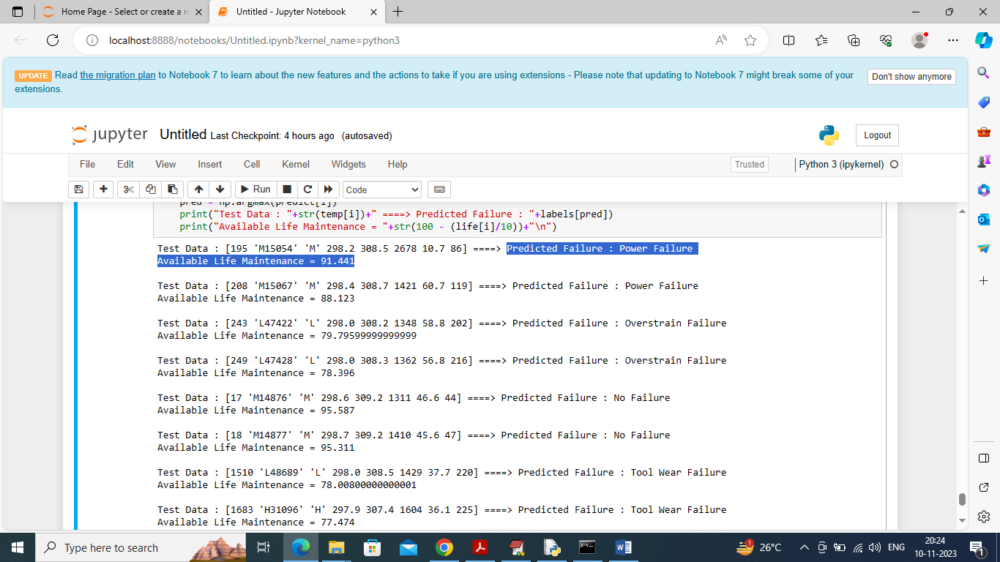 Home Page - Select or create a n
Untitled - Jupyter Notebook
localhost:8888/notebooks/Untitled.ipynb?kernel_name=python3
UPDATE Read the migration plan to Notebook 7 to learn about the new features and the actions to take if you are using extensions - Please note that updating to Notebook 7 might break some of your
extensions.
Don't show anymore
jupyter Untitled Last Checkpoint: 4 hours ago (autosaved)
Logout
File Edit View Insert Cell Kernel Widgets Help
Trusted
Python 3 (ipykernel)
Run
Code
pred = np.argmax(predict[i])
print("Test Data : "+str(temp[i])+" ====> Predicted Failure : "+labels[pred])
print("Available Life Maintenance = "+str(100 - (life[i]/10))+"\n")
Test Data : [195 'M15054' 'M' 298.2 308.5 2678 10.7 86] ====> Predicted Failure : Power Failure
Available Life Maintenance = 91.441
Test Data : [208 'M15067' 'M' 298.4 308.7 1421 60.7 119] ====> Predicted Failure : Power Failure
Available Life Maintenance = 88.123
Test Data : [243 'L47422' 'L' 298.0 308.2 1348 58.8 202] ====> Predicted Failure : Overstrain Failure
Available Life Maintenance = 79.79599999999999
Test Data : [249 'L47428' 'L' 298.0 308.3 1362 56.8 216] ====> Predicted Failure : Overstrain Failure
Available Life Maintenance = 78.396
Test Data : [17 'M14876' 'M' 298.6 309.2 1311 46.6 44] ====> Predicted Failure : No Failure
Available Life Maintenance = 95.587
Test Data : [18 'M14877' 'M' 298.7 309.2 1410 45.6 47] ====> Predicted Failure : No Failure
Available Life Maintenance = 95.311
Test Data : [1510 'L48689' 'L' 298.0 308.5 1429 37.7 220] ====> Predicted Failure : Tool Wear Failure
Available Life Maintenance = 78.00800000000001
Test Data : [1683 'H31096' 'H' 297.9 307.4 1604 36.1 225] ====> Predicted Failure : Tool Wear Failure
Available Life Maintenance = 77.474
Type here to search
1
26°C
ENG
20:24
10-11-2023
1